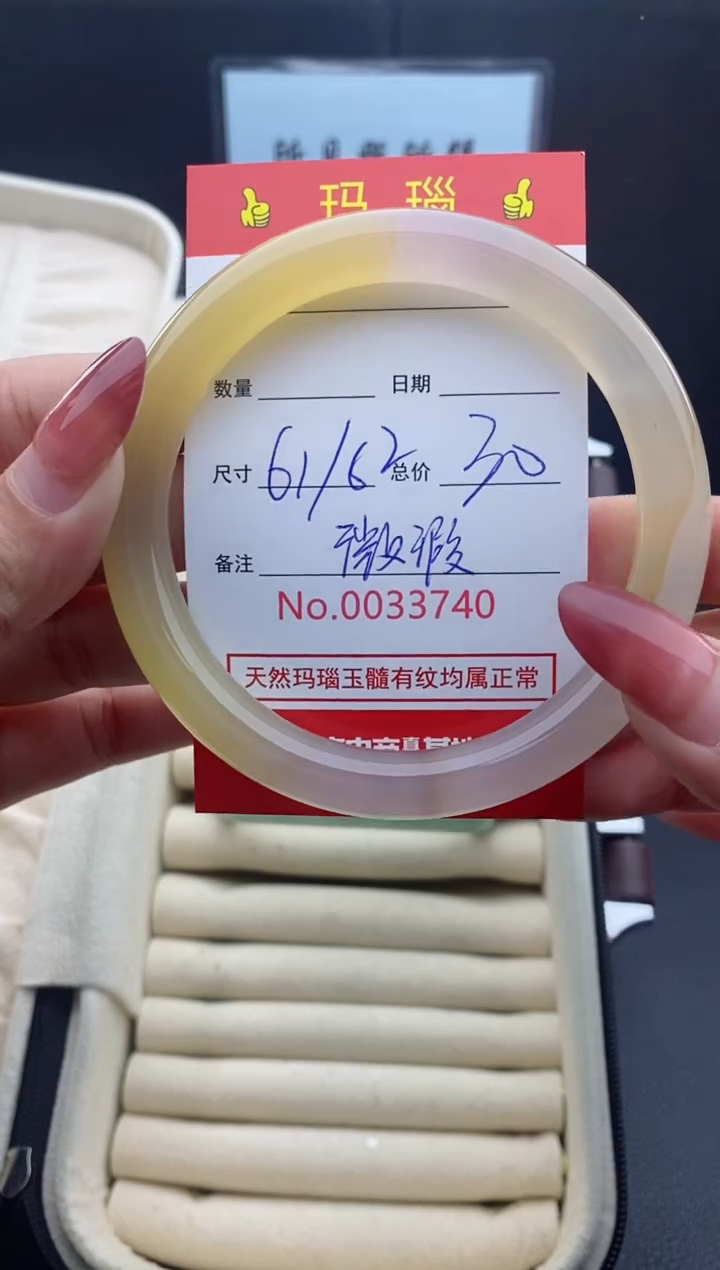 玛 瑙
数量 日期
尺寸 61/62 总价 30
备注 微瑕
No.0033740
天然玛瑙玉髓有纹均属正常